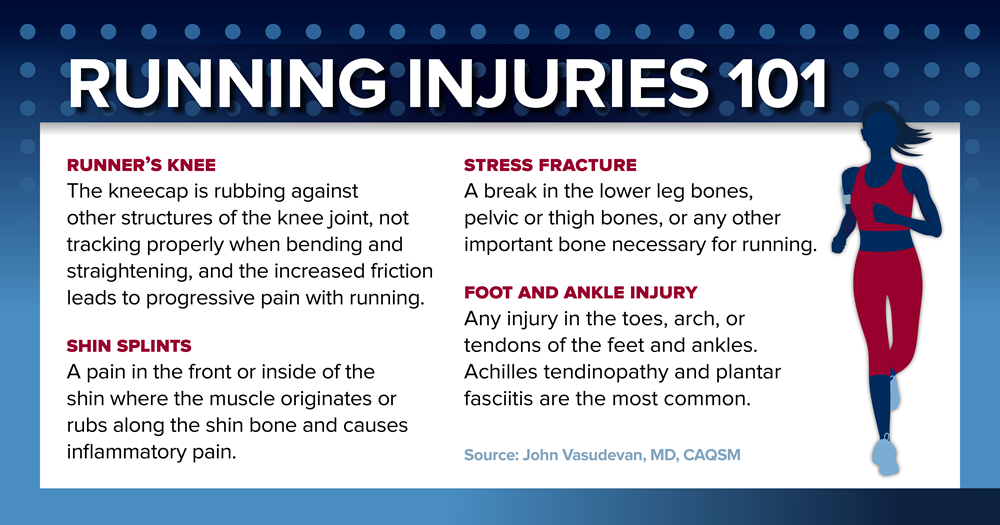 RUNNING INJURIES 101
RUNNER’S KNEE
The kneecap is rubbing against
other structures of the knee joint, not
tracking properly when bending and
straightening, and the increased friction
leads to progressive pain with running.
SHIN SPLINTS
A pain in the front or inside of the
shin where the muscle originates or
rubs along the shin bone and causes
inflammatory pain.
STRESS FRACTURE
A break in the lower leg bones,
pelvic or thigh bones, or any other
important bone necessary for running.
FOOT AND ANKLE INJURY
Any injury in the toes, arch, or
tendons of the feet and ankles.
Achilles tendinopathy and plantar
fasciitis are the most common.
Source: John Vasudevan, MD, CAQSM